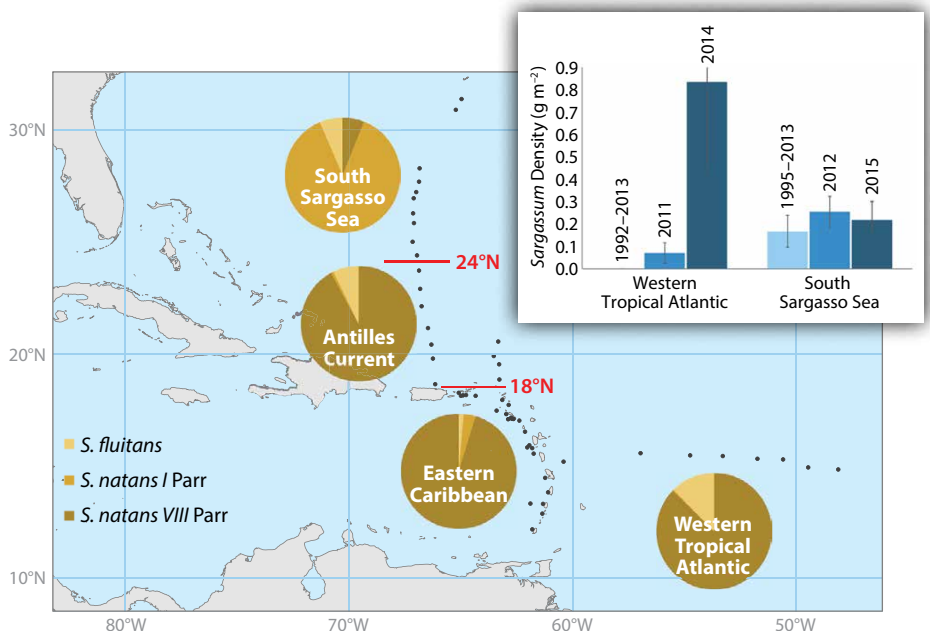 2014
0.9
0.8
0.7
0.6
0.5
0.4
0.3
0.2
0.1
0.0
Sargassum Density (g m⁻²)
1992–2013
2011
1995–2013
2012
2015
Western
Tropical Atlantic
South
Sargasso Sea
30°N
20°N
10°N
South
Sargasso
Sea
24°N
Antilles
Current
18°N
Eastern
Caribbean
Western
Tropical
Atlantic
S. fluitans
S. natans I Parr
S. natans VIII Parr
80°W
70°W
60°W
50°W